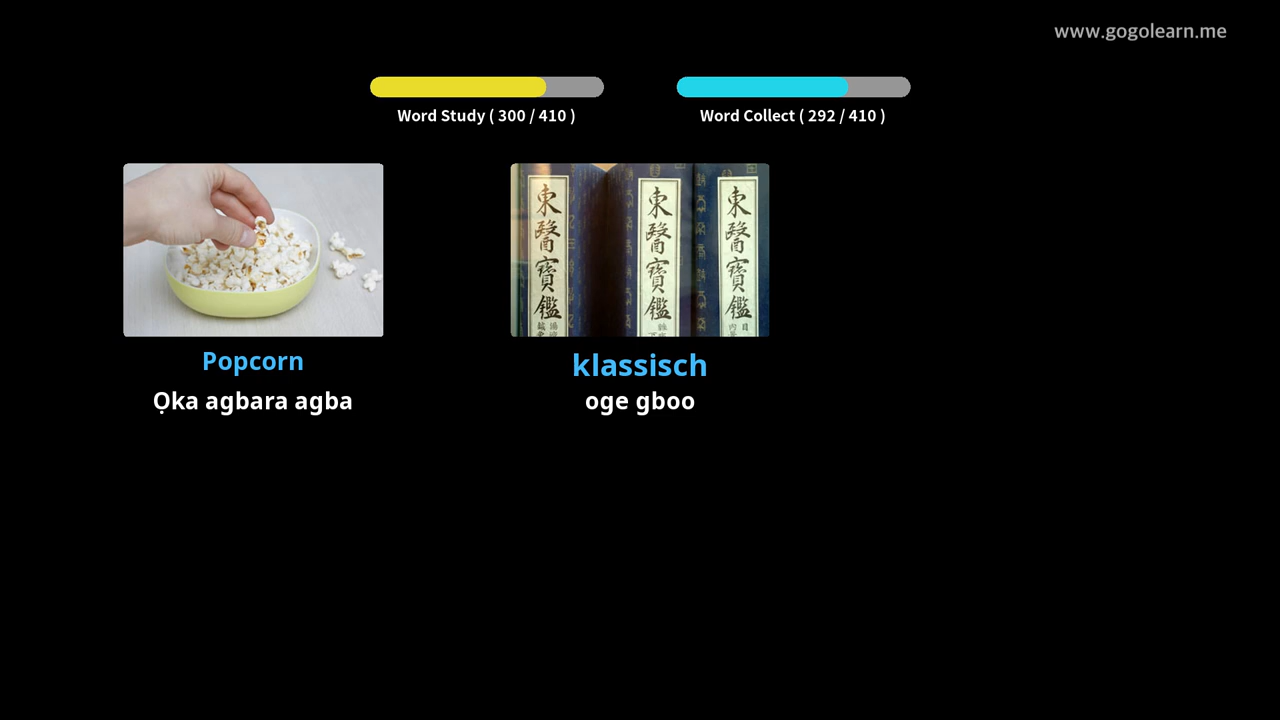 www.gogolearn.me
Word Study ( 300 / 410 )
Word Collect ( 292 / 410 )
東醫寶鑑
東醫寶鑑
東醫寶鑑
Popcorn
klassisch
Ọka agbara agba
oge gboo